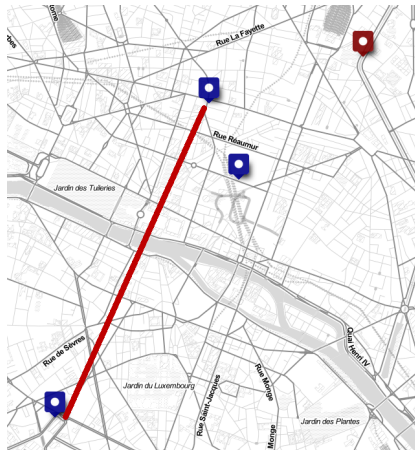 Rue La Fayette
Rue Réaumur
Jardin des Tuileries
Quai Henri IV
Rue de Sèvres
Jardin du Luxembourg
Rue Monge
Rue Saint-Jacques
Jardin des Plantes
Monge